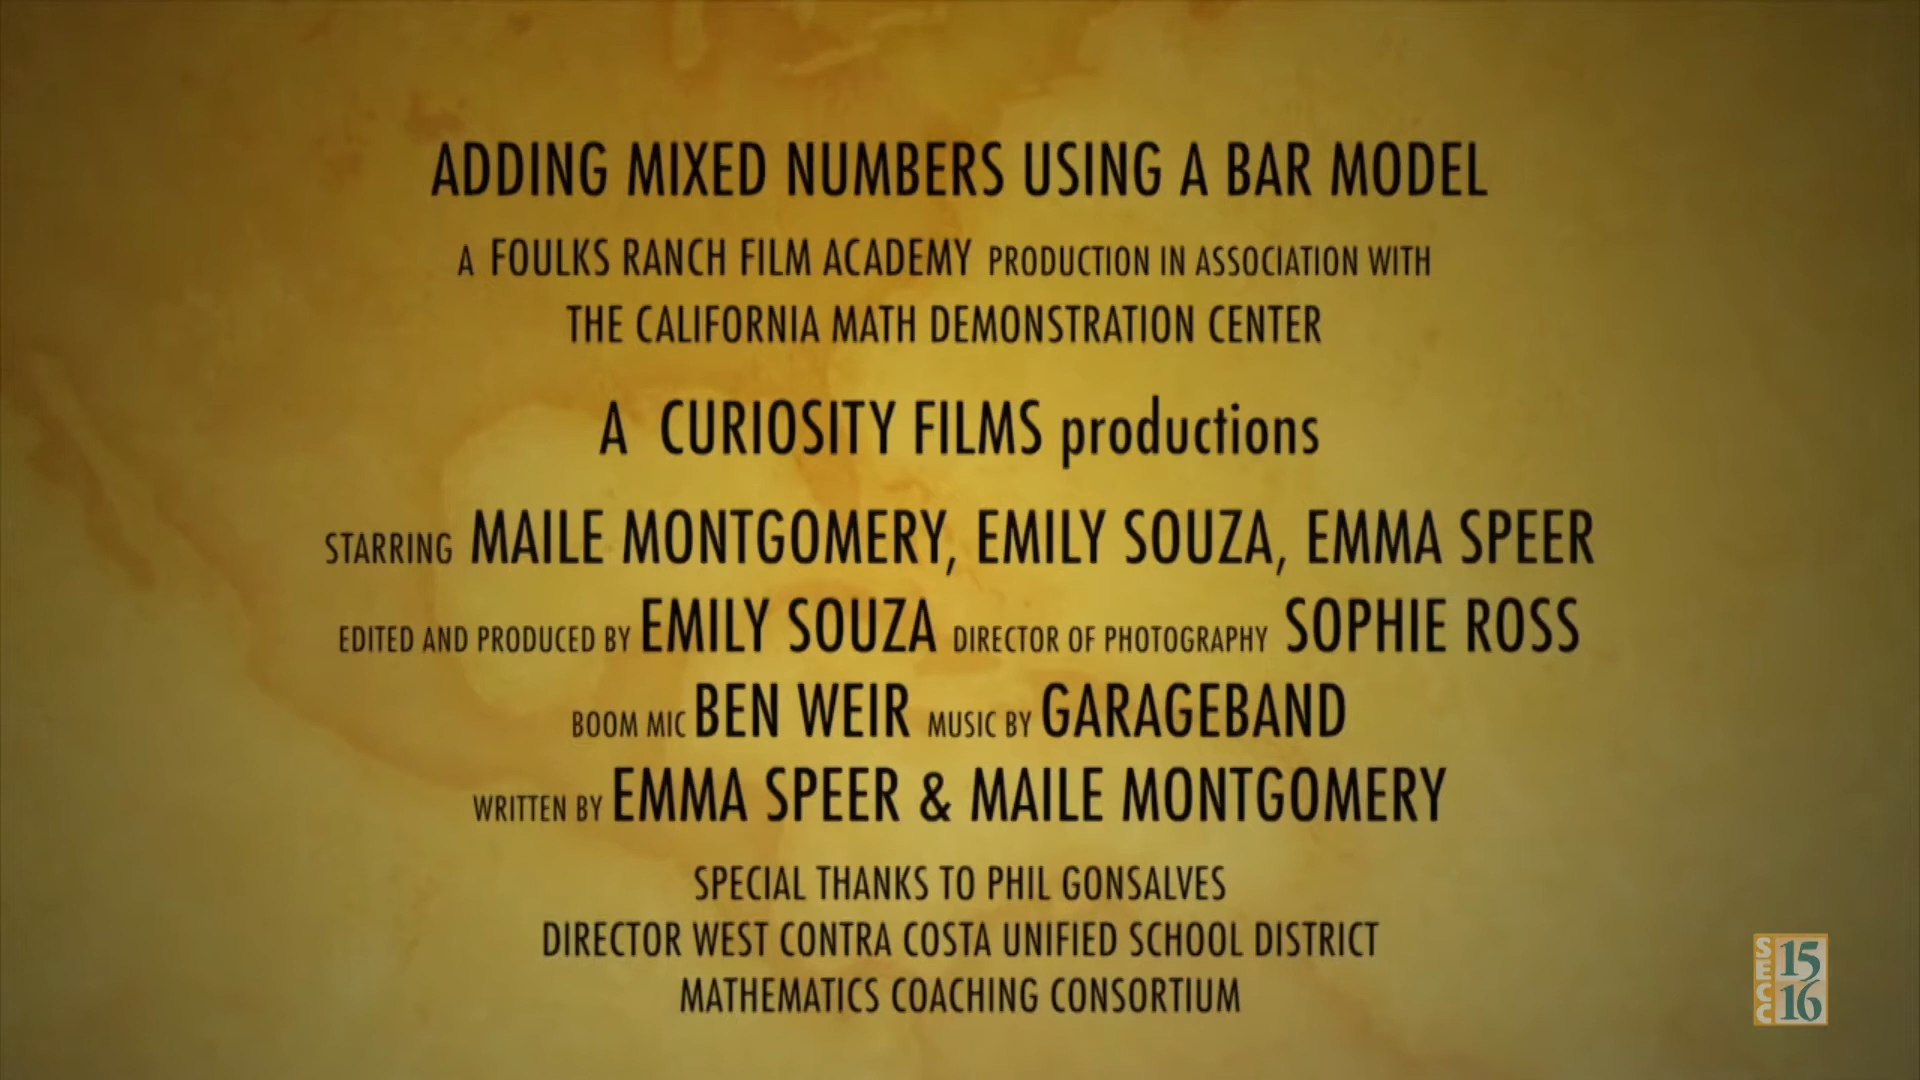 ADDING MIXED NUMBERS USING A BAR MODEL
A FOULKS RANCH FILM ACADEMY PRODUCTION IN ASSOCIATION WITH
THE CALIFORNIA MATH DEMONSTRATION CENTER
A CURIOSITY FILMS productions
STARRING MAILE MONTGOMERY, EMILY SOUZA, EMMA SPEER
EDITED AND PRODUCED BY EMILY SOUZA DIRECTOR OF PHOTOGRAPHY SOPHIE ROSS
BOOM MIC BEN WEIR MUSIC BY GARAGEBAND
WRITTEN BY EMMA SPEER & MAILE MONTGOMERY
SPECIAL THANKS TO PHIL GONSALVES
DIRECTOR WEST CONTRA COSTA UNIFIED SCHOOL DISTRICT
MATHEMATICS COACHING CONSORTIUM
SECC
15
16